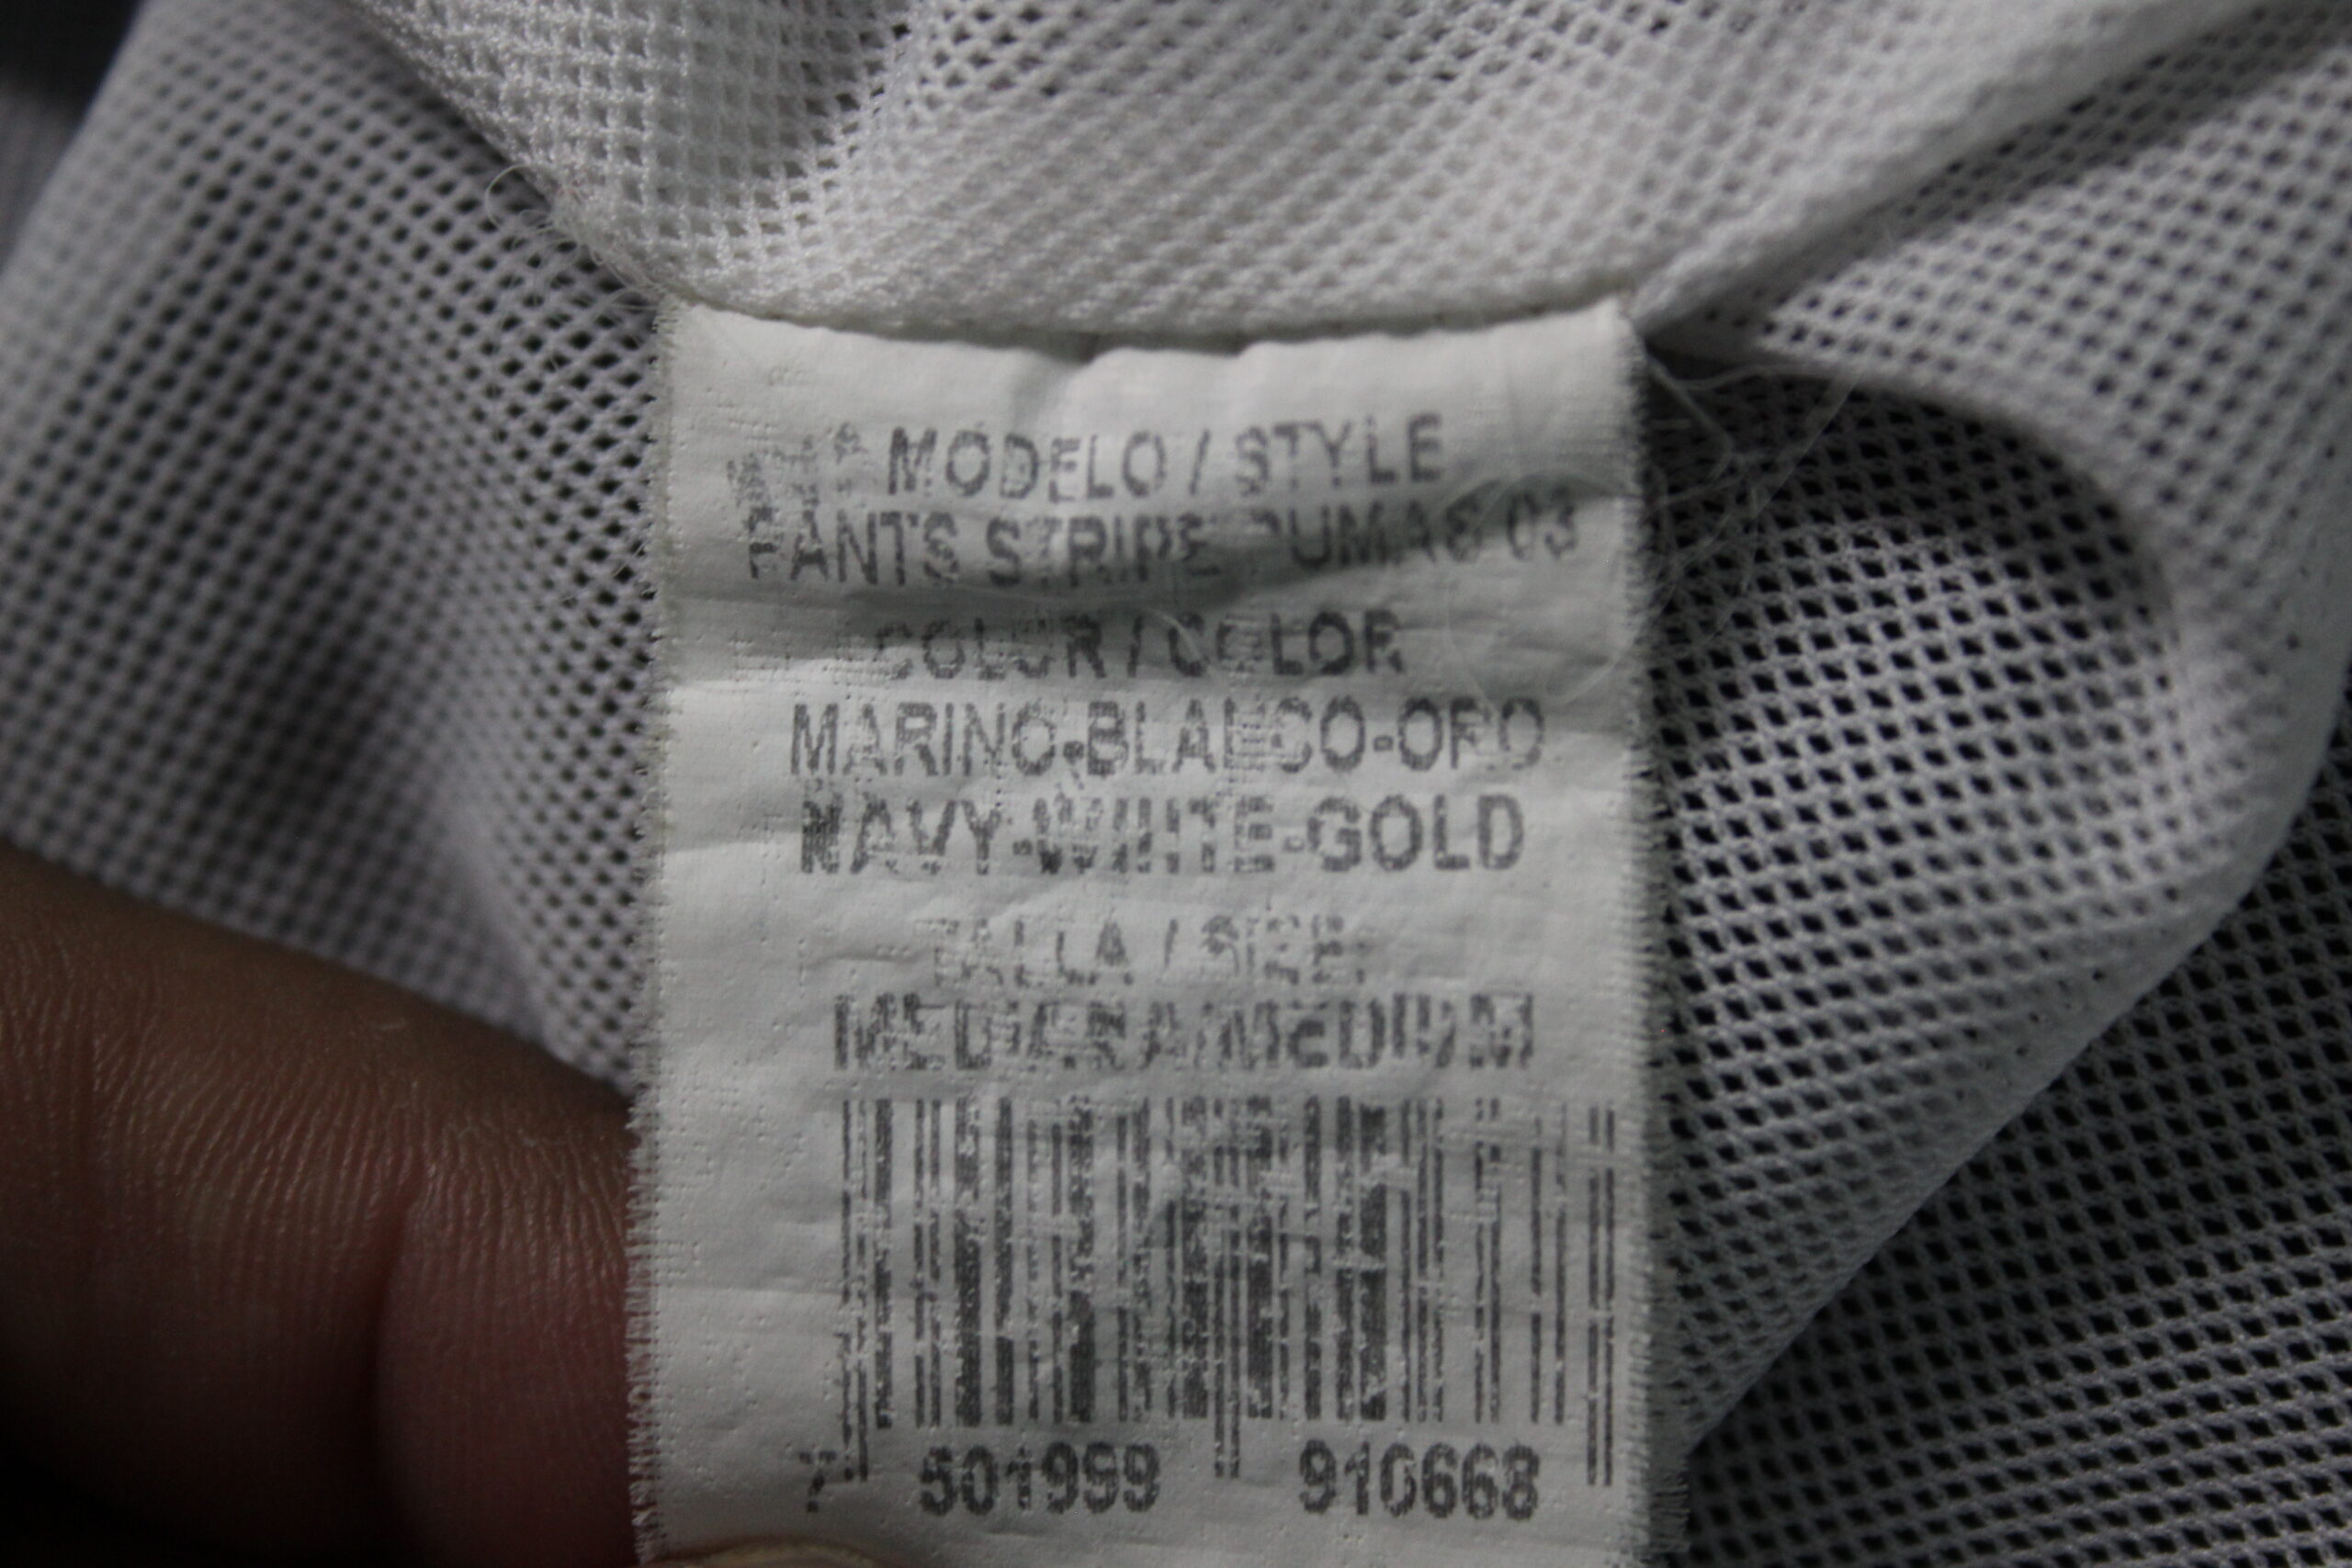 MODELO / STYLE
PANTS STRIPE PUMAS 03
COLOR / COLOR
MARINO-BLANCO-ORO
NAVY-WHITE-GOLD
TALLA / SIZE:
MEDIANA/MEDIUM
7 501999 910668